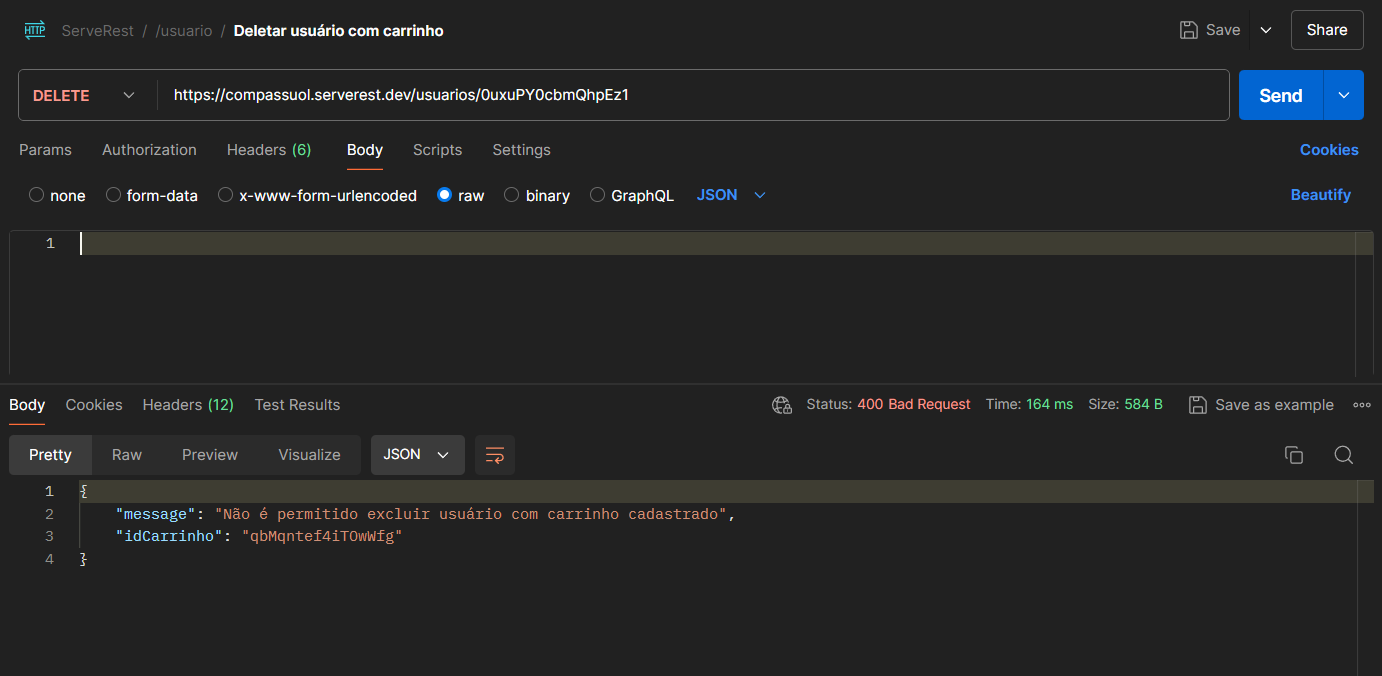 HTTP ServeRest / /usuario / Deletar usuário com carrinho Save Share
DELETE https://compassuol.serverest.dev/usuarios/0uxuPY0cbmQhpEz1 Send
Params Authorization Headers (6) Body Scripts Settings Cookies
none form-data x-www-form-urlencoded raw binary GraphQL JSON Beautify
1
Body Cookies Headers (12) Test Results Status: 400 Bad Request Time: 164 ms Size: 584 B Save as example
Pretty Raw Preview Visualize JSON
1 {
2 "message": "Não é permitido excluir usuário com carrinho cadastrado",
3 "idCarrinho": "qbMqntef4iTOwWfg"
4 }